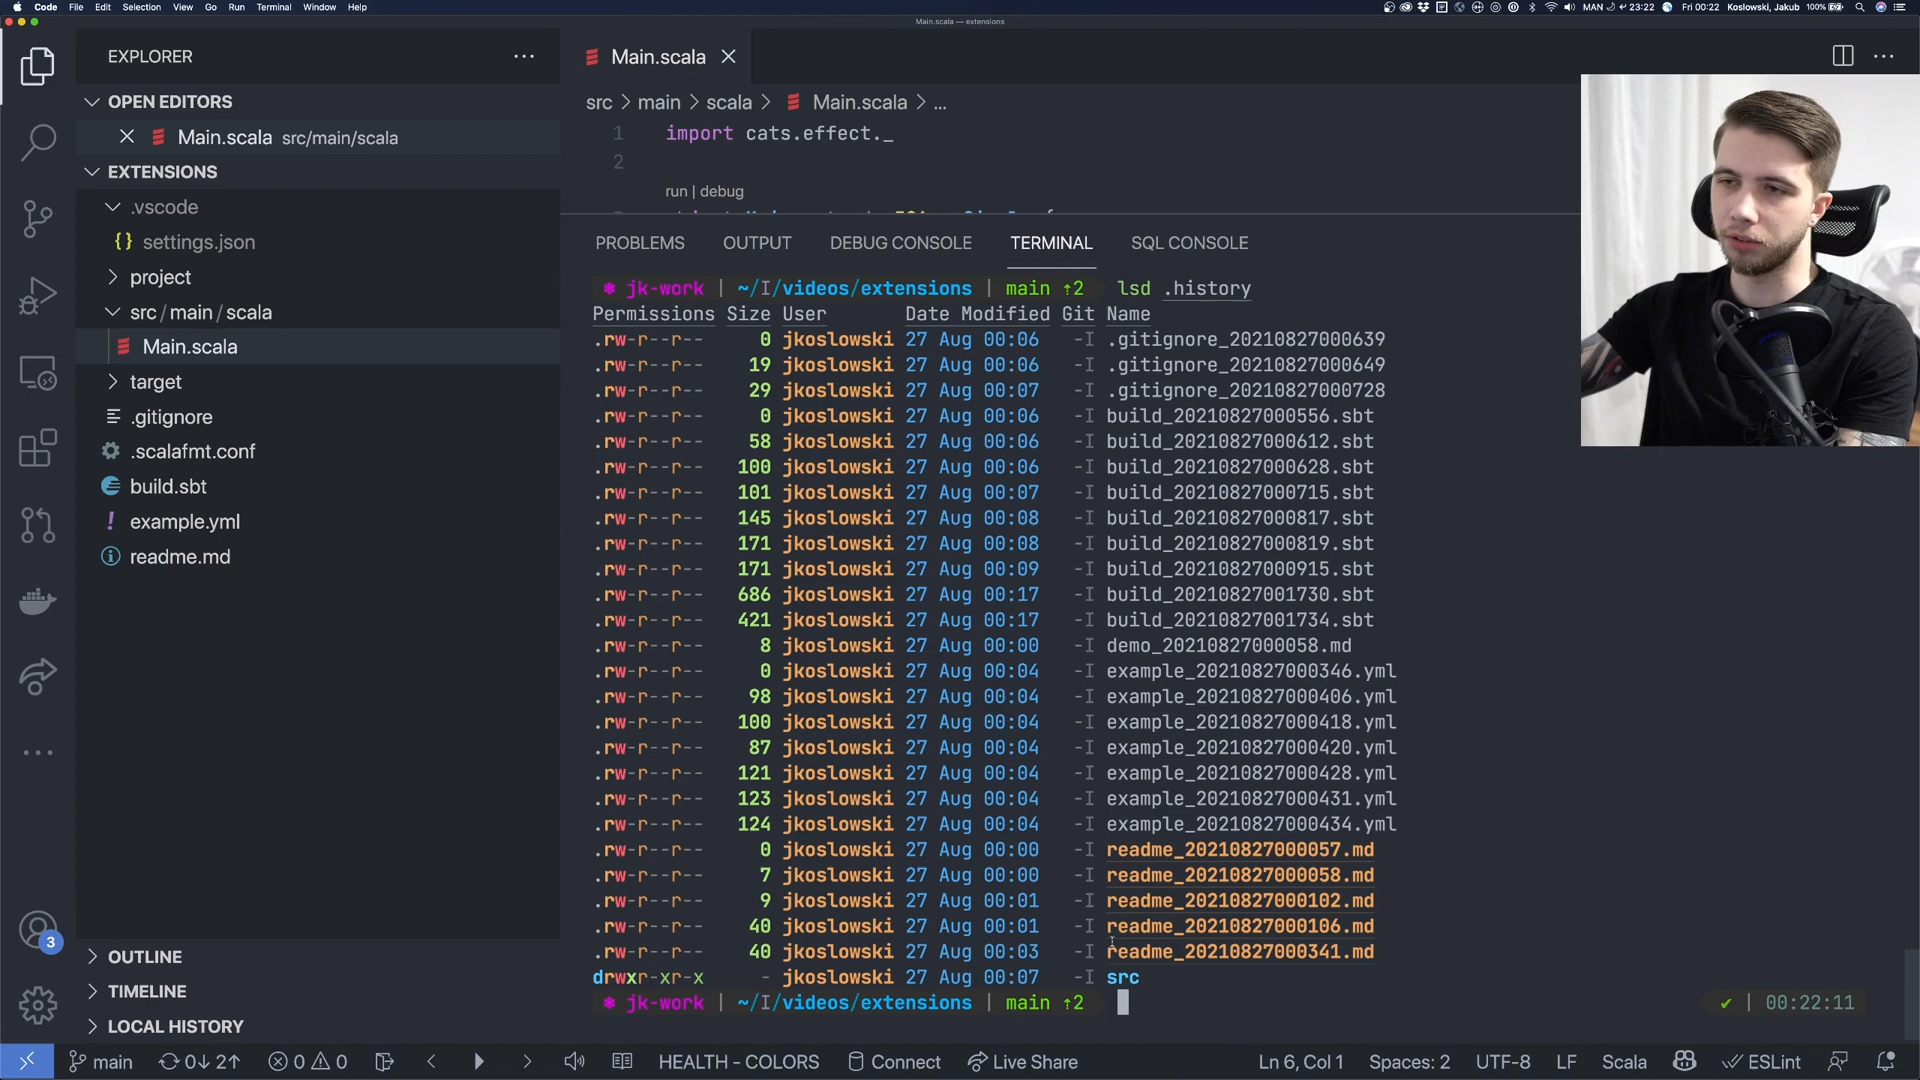 Code File Edit Selection View Go Run Terminal Window Help
MAN 23:22 Fri 00:22 Koslowski, Jakub 100%
Main.scala — extensions
EXPLORER
OPEN EDITORS
Main.scala src/main/scala
EXTENSIONS
.vscode
{} settings.json
project
src / main / scala
Main.scala
target
.gitignore
.scalafmt.conf
build.sbt
! example.yml
readme.md
OUTLINE
TIMELINE
LOCAL HISTORY
3
Main.scala
src > main > scala > Main.scala > ...
1 import cats.effect._
2
run | debug
PROBLEMS OUTPUT DEBUG CONSOLE TERMINAL SQL CONSOLE
jk-work | ~/I/videos/extensions | main ⇡2 lsd .history
Permissions Size User Date Modified Git Name
.rw-r--r-- 0 jkoslowski 27 Aug 00:06 -I .gitignore_20210827000639
.rw-r--r-- 19 jkoslowski 27 Aug 00:06 -I .gitignore_20210827000649
.rw-r--r-- 29 jkoslowski 27 Aug 00:07 -I .gitignore_20210827000728
.rw-r--r-- 0 jkoslowski 27 Aug 00:06 -I build_20210827000556.sbt
.rw-r--r-- 58 jkoslowski 27 Aug 00:06 -I build_20210827000612.sbt
.rw-r--r-- 100 jkoslowski 27 Aug 00:06 -I build_20210827000628.sbt
.rw-r--r-- 101 jkoslowski 27 Aug 00:07 -I build_20210827000715.sbt
.rw-r--r-- 145 jkoslowski 27 Aug 00:08 -I build_20210827000817.sbt
.rw-r--r-- 171 jkoslowski 27 Aug 00:08 -I build_20210827000819.sbt
.rw-r--r-- 171 jkoslowski 27 Aug 00:09 -I build_20210827000915.sbt
.rw-r--r-- 686 jkoslowski 27 Aug 00:17 -I build_20210827001730.sbt
.rw-r--r-- 421 jkoslowski 27 Aug 00:17 -I build_20210827001734.sbt
.rw-r--r-- 8 jkoslowski 27 Aug 00:00 -I demo_20210827000058.md
.rw-r--r-- 0 jkoslowski 27 Aug 00:04 -I example_20210827000346.yml
.rw-r--r-- 98 jkoslowski 27 Aug 00:04 -I example_20210827000406.yml
.rw-r--r-- 100 jkoslowski 27 Aug 00:04 -I example_20210827000418.yml
.rw-r--r-- 87 jkoslowski 27 Aug 00:04 -I example_20210827000420.yml
.rw-r--r-- 121 jkoslowski 27 Aug 00:04 -I example_20210827000428.yml
.rw-r--r-- 123 jkoslowski 27 Aug 00:04 -I example_20210827000431.yml
.rw-r--r-- 124 jkoslowski 27 Aug 00:04 -I example_20210827000434.yml
.rw-r--r-- 0 jkoslowski 27 Aug 00:00 -I readme_20210827000057.md
.rw-r--r-- 7 jkoslowski 27 Aug 00:00 -I readme_20210827000058.md
.rw-r--r-- 9 jkoslowski 27 Aug 00:01 -I readme_20210827000102.md
.rw-r--r-- 40 jkoslowski 27 Aug 00:01 -I readme_20210827000106.md
.rw-r--r-- 40 jkoslowski 27 Aug 00:03 -I readme_20210827000341.md
drwxr-xr-x - jkoslowski 27 Aug 00:07 -I src
jk-work | ~/I/videos/extensions | main ⇡2 ✔ | 00:22:11
main 0↓ 2↑ 0 0 HEALTH - COLORS Connect Live Share Ln 6, Col 1 Spaces: 2 UTF-8 LF Scala ESLint